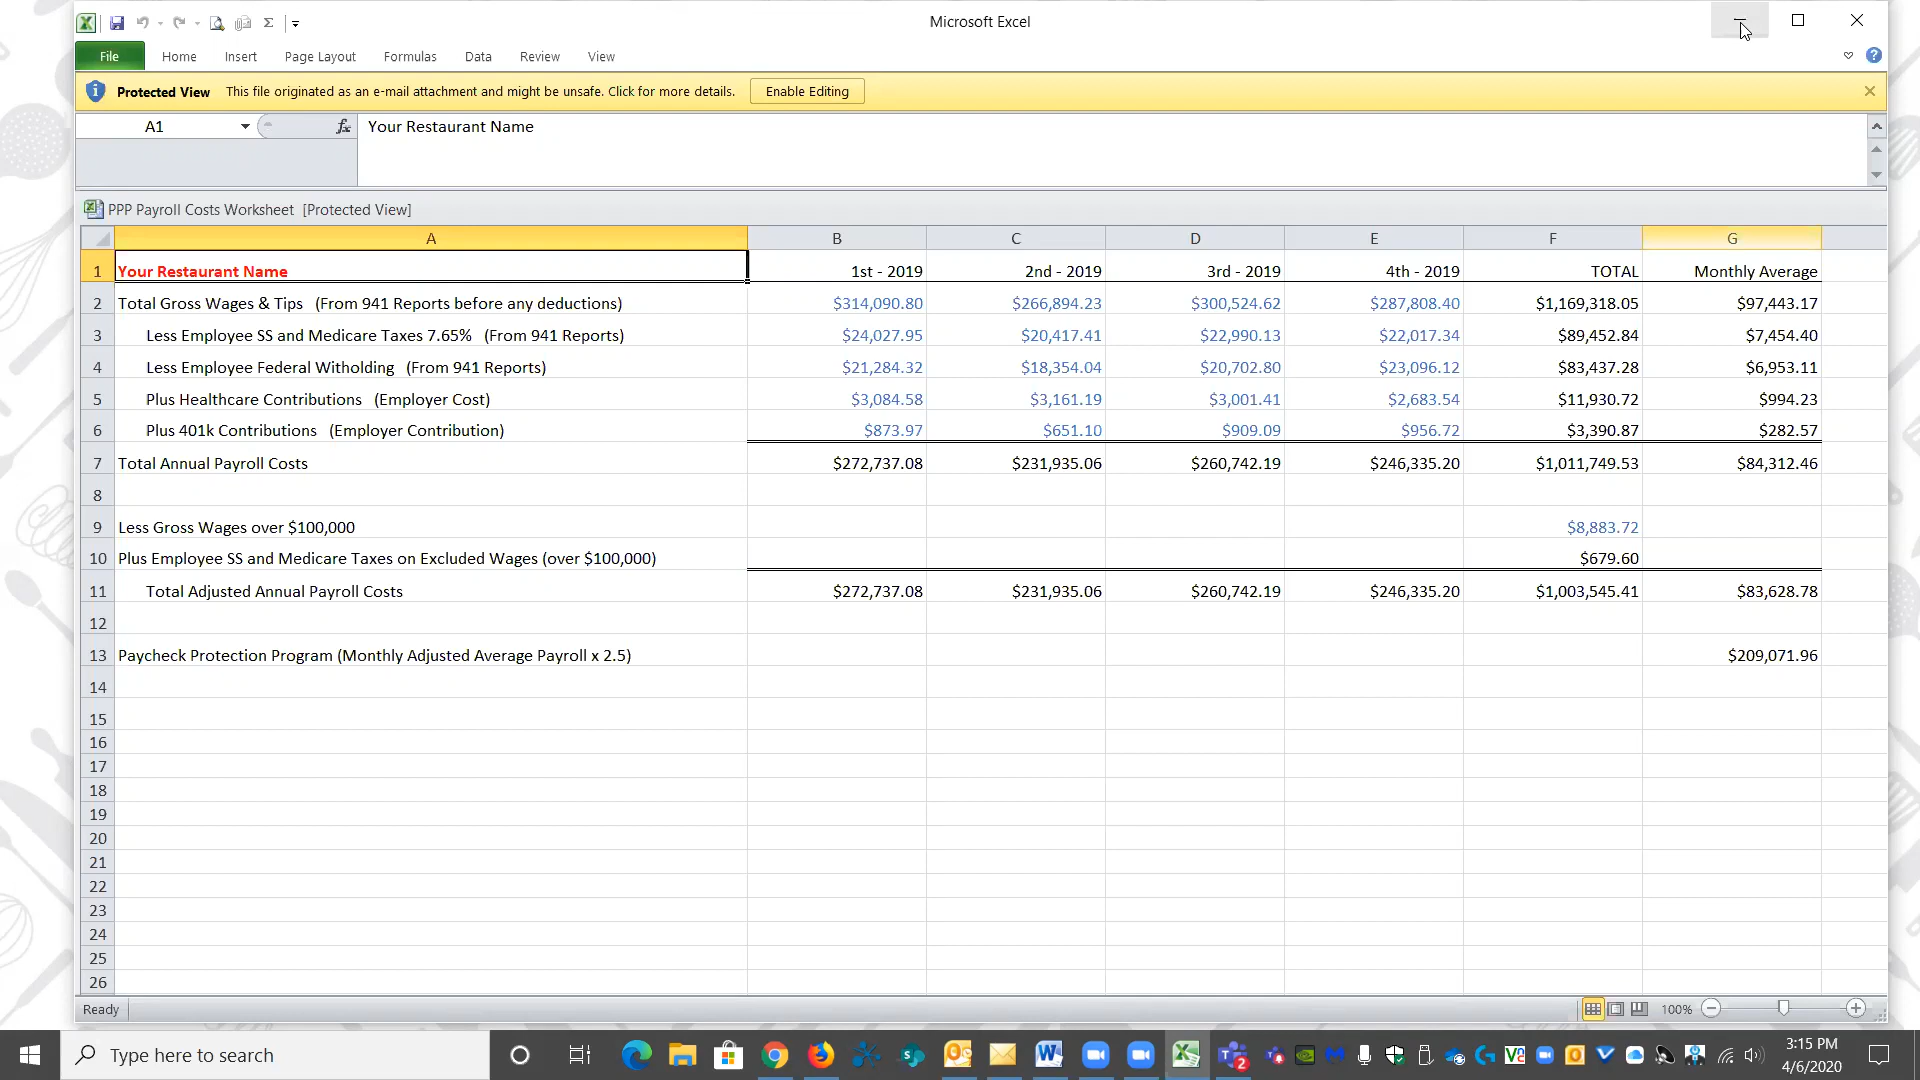 Microsoft Excel
File Home Insert Page Layout Formulas Data Review View
Protected View This file originated as an e-mail attachment and might be unsafe. Click for more details. Enable Editing
A1 fx Your Restaurant Name
PPP Payroll Costs Worksheet [Protected View]
A B C D E F G
1 Your Restaurant Name 1st - 2019 2nd - 2019 3rd - 2019 4th - 2019 TOTAL Monthly Average
2 Total Gross Wages & Tips (From 941 Reports before any deductions) $314,090.80 $266,894.23 $300,524.62 $287,808.40 $1,169,318.05 $97,443.17
3 Less Employee SS and Medicare Taxes 7.65% (From 941 Reports) $24,027.95 $20,417.41 $22,990.13 $22,017.34 $89,452.84 $7,454.40
4 Less Employee Federal Witholding (From 941 Reports) $21,284.32 $18,354.04 $20,702.80 $23,096.12 $83,437.28 $6,953.11
5 Plus Healthcare Contributions (Employer Cost) $3,084.58 $3,161.19 $3,001.41 $2,683.54 $11,930.72 $994.23
6 Plus 401k Contributions (Employer Contribution) $873.97 $651.10 $909.09 $956.72 $3,390.87 $282.57
7 Total Annual Payroll Costs $272,737.08 $231,935.06 $260,742.19 $246,335.20 $1,011,749.53 $84,312.46
8
9 Less Gross Wages over $100,000 $8,883.72
10 Plus Employee SS and Medicare Taxes on Excluded Wages (over $100,000) $679.60
11 Total Adjusted Annual Payroll Costs $272,737.08 $231,935.06 $260,742.19 $246,335.20 $1,003,545.41 $83,628.78
12
13 Paycheck Protection Program (Monthly Adjusted Average Payroll x 2.5) $209,071.96
14
15
16
17
18
19
20
21
22
23
24
25
26
Ready 100%
Type here to search 3:15 PM
4/6/2020